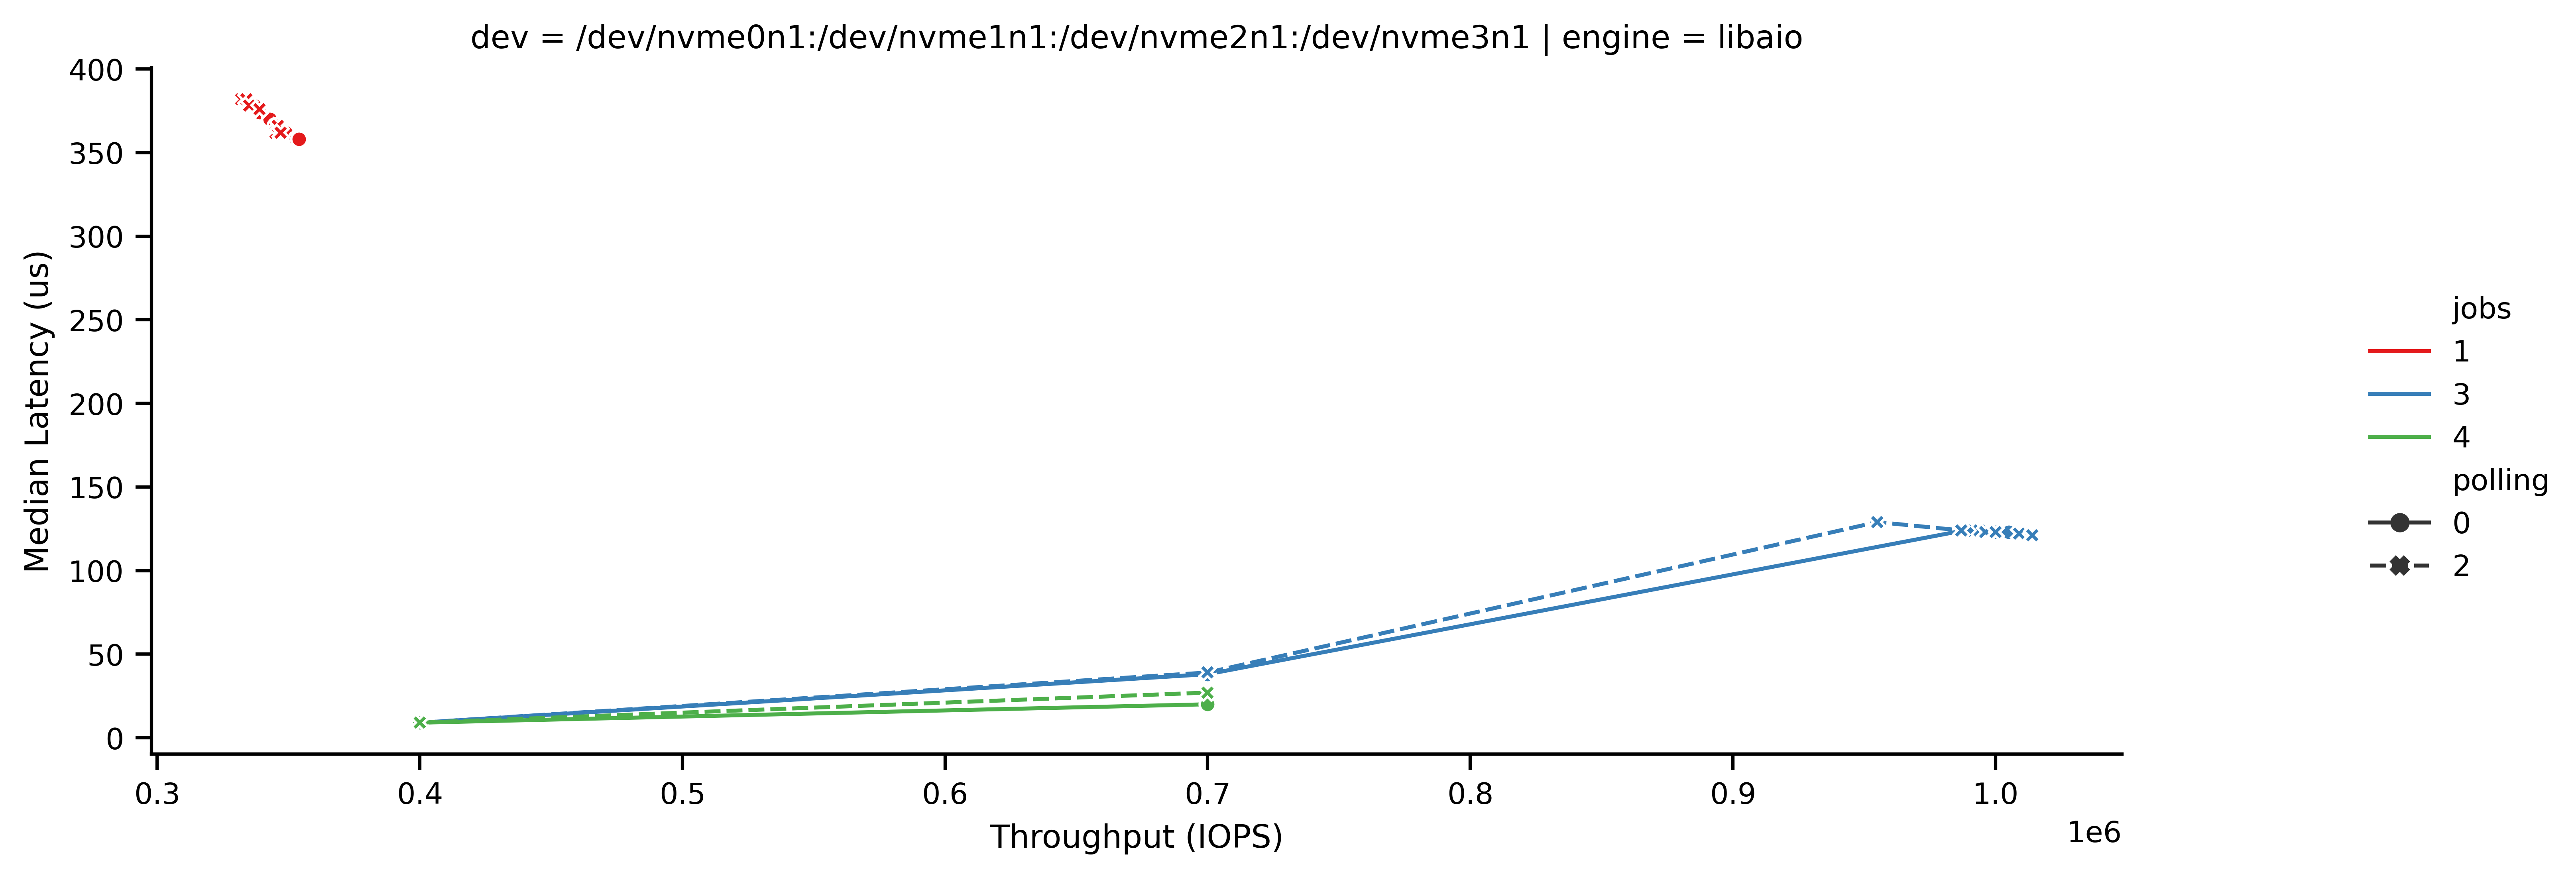 dev = /dev/nvme0n1:/dev/nvme1n1:/dev/nvme2n1:/dev/nvme3n1 | engine = libaio
400
350
300
250
200
150
100
50
0
Median Latency (us)
0.3 0.4 0.5 0.6 0.7 0.8 0.9 1.0
1e6
Throughput (IOPS)
jobs
1
3
4
polling
0
2